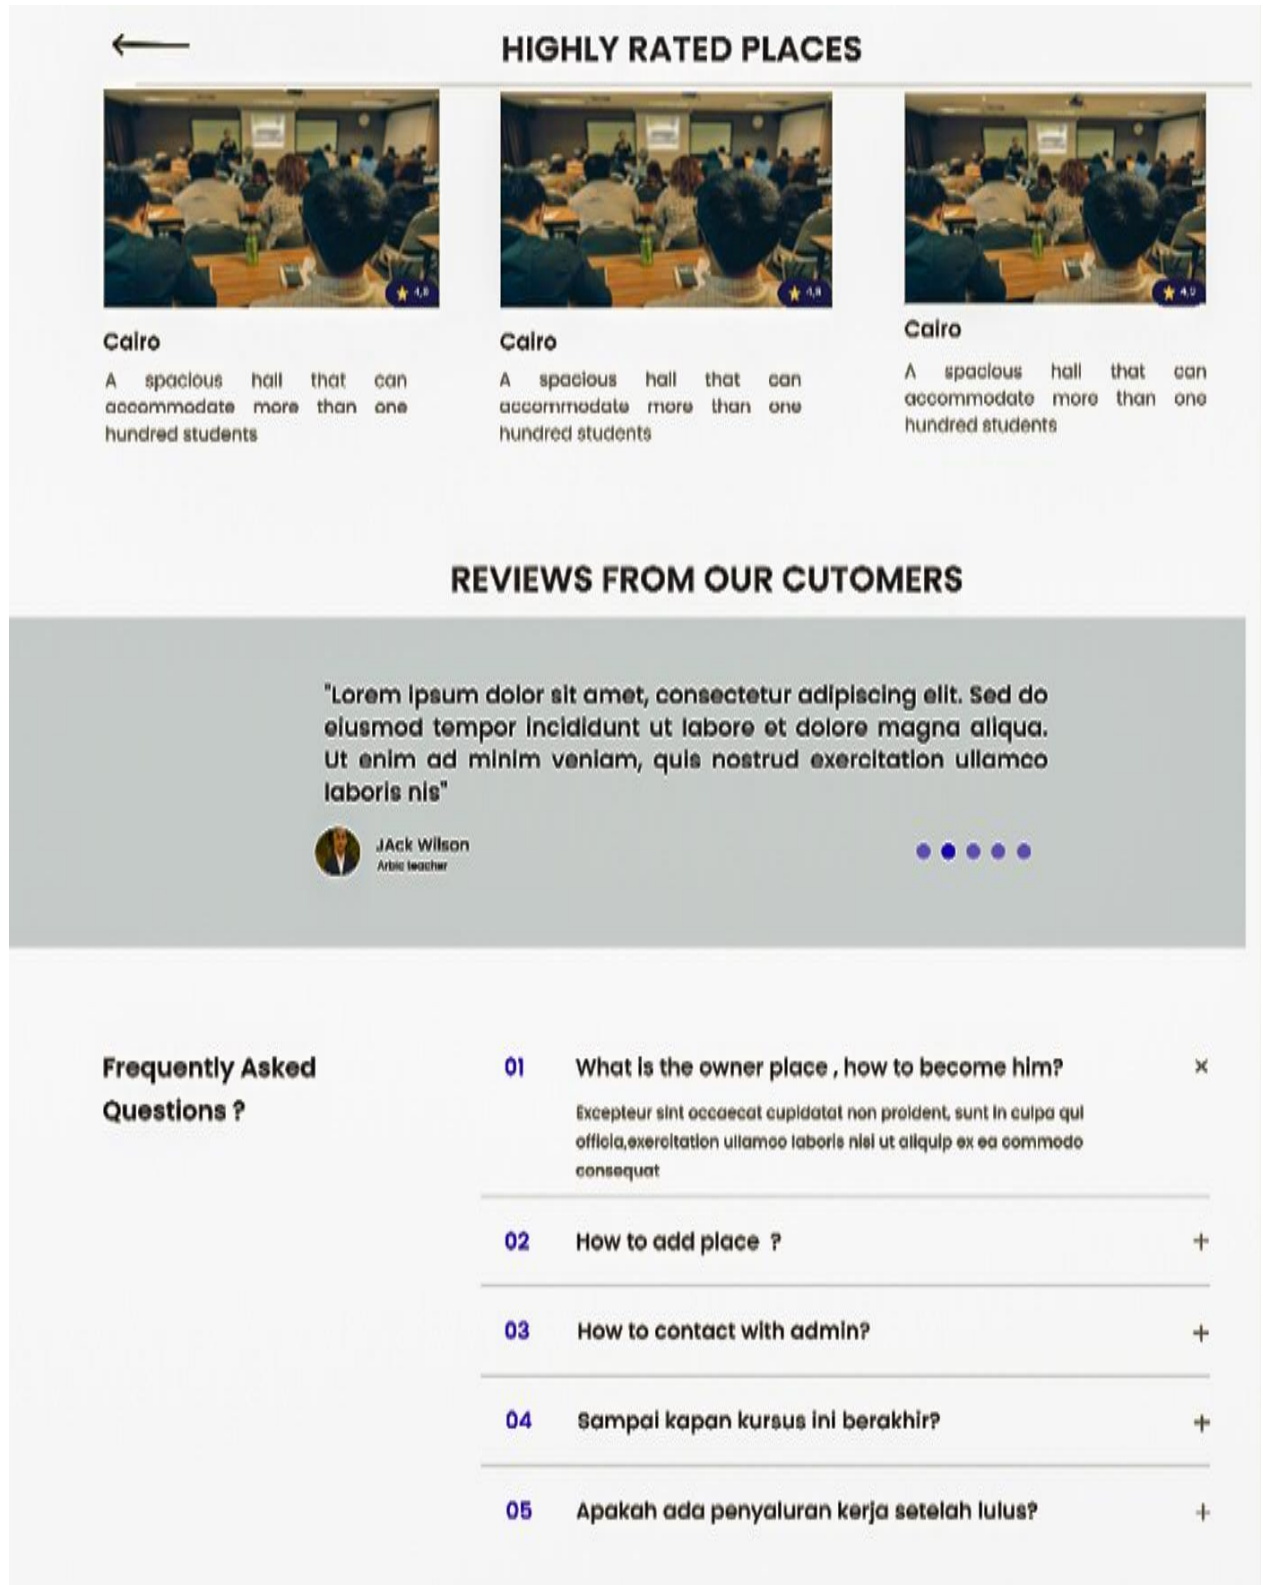 HIGHLY RATED PLACES
4,8
4,8
4,9
Cairo
A spacious hall that can
accommodate more than one
hundred students
Cairo
A spacious hall that can
accommodate more than one
hundred students
Cairo
A spacious hall that can
accommodate more than one
hundred students
REVIEWS FROM OUR CUTOMERS
"Lorem ipsum dolor sit amet, consectetur adipiscing elit. Sed do
eiusmod tempor incididunt ut labore et dolore magna aliqua.
Ut enim ad minim veniam, quis nostrud exercitation ullamco
laboris nis"
JAck Wilson
Arbic teacher
Frequently Asked
Questions ?
01 What is the owner place , how to become him?
Excepteur sint occaecat cupidatat non proident, sunt in culpa qui
officia,exercitation ullamco laboris nisi ut aliquip ex ea commodo
consequat
02 How to add place ?
03 How to contact with admin?
04 Sampai kapan kursus ini berakhir?
05 Apakah ada penyaluran kerja setelah lulus?